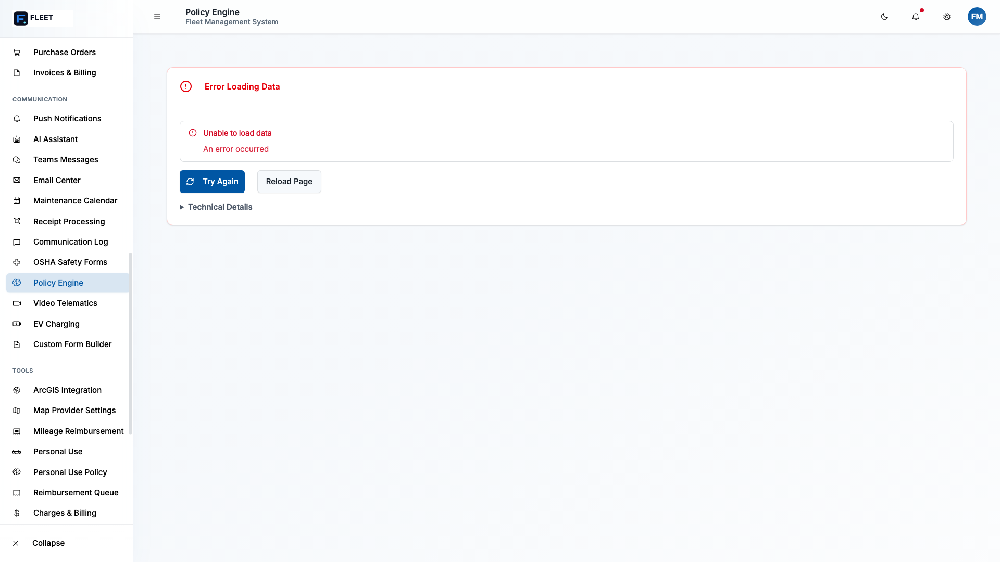 FLEET
Purchase Orders
Invoices & Billing
COMMUNICATION
Push Notifications
AI Assistant
Teams Messages
Email Center
Maintenance Calendar
Receipt Processing
Communication Log
OSHA Safety Forms
Policy Engine
Video Telematics
EV Charging
Custom Form Builder
TOOLS
ArcGIS Integration
Map Provider Settings
Mileage Reimbursement
Personal Use
Personal Use Policy
Reimbursement Queue
Charges & Billing
Collapse
Policy Engine
Fleet Management System
FM
Error Loading Data
Unable to load data
An error occurred
Try Again
Reload Page
Technical Details